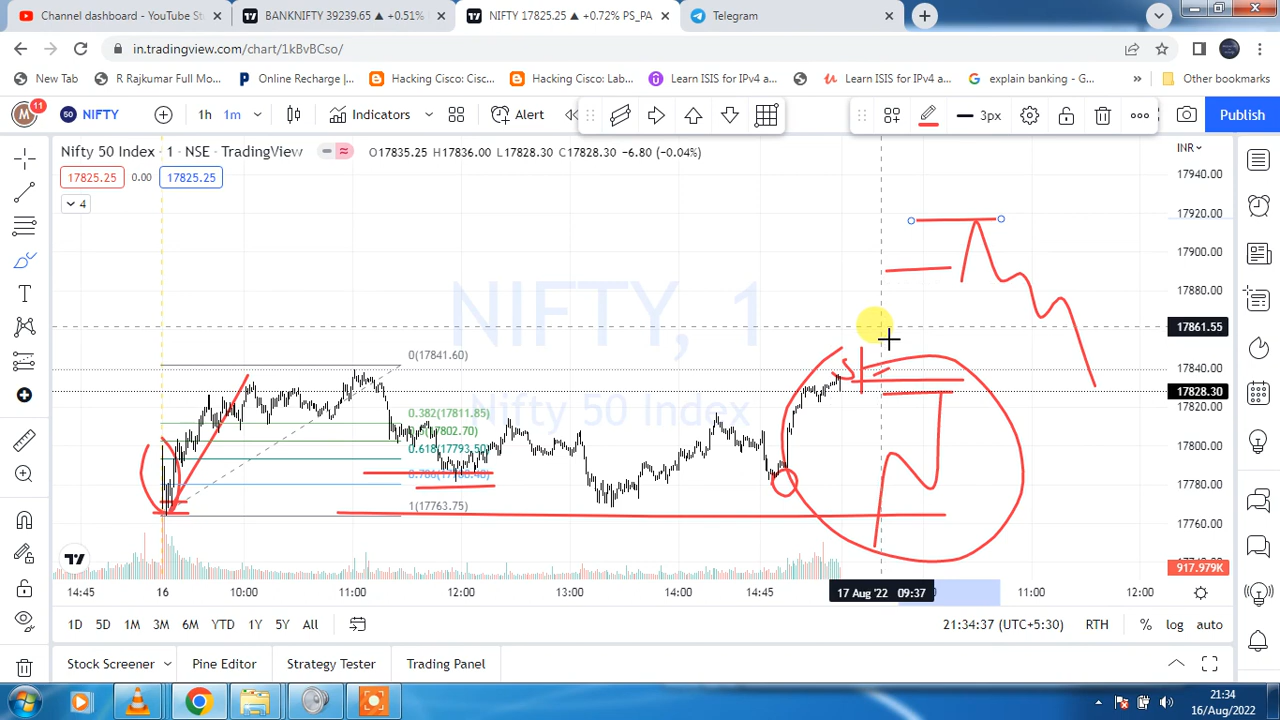 Channel dashboard - YouTube St
BANKNIFTY 39239.65 ▲ +0.51%
NIFTY 17825.25 ▲ +0.72% PS_PA
Telegram
in.tradingview.com/chart/1kBvBCso/
New Tab
R Rajkumar Full Mo...
Online Recharge |...
Hacking Cisco: Cisc...
Hacking Cisco: Lab...
Learn ISIS for IPv4 a...
Learn ISIS for IPv4 a...
explain banking - G...
»
Other bookmarks
M
11
50 NIFTY
1h
1m
Indicators
Alert
3px
Publish
Nifty 50 Index · 1 · NSE · TradingView
O17835.25 H17836.00 L17828.30 C17828.30 −6.80 (−0.04%)
INR
17825.25
0.00
17825.25
4
NIFTY, 1
Nifty 50 Index
0(17841.60)
0.382(17811.85)
0.618(17793.50)
1(17763.75)
17940.00
17920.00
17900.00
17880.00
17861.55
17840.00
17828.30
17820.00
17800.00
17780.00
17760.00
917.979K
14:45
16
10:00
11:00
12:00
13:00
14:00
14:45
17 Aug '22 09:37
11:00
12:00
1D
5D
1M
3M
6M
YTD
1Y
5Y
All
21:34:37 (UTC+5:30)
RTH
%
log
auto
Stock Screener
Pine Editor
Strategy Tester
Trading Panel
21:34
16/Aug/2022